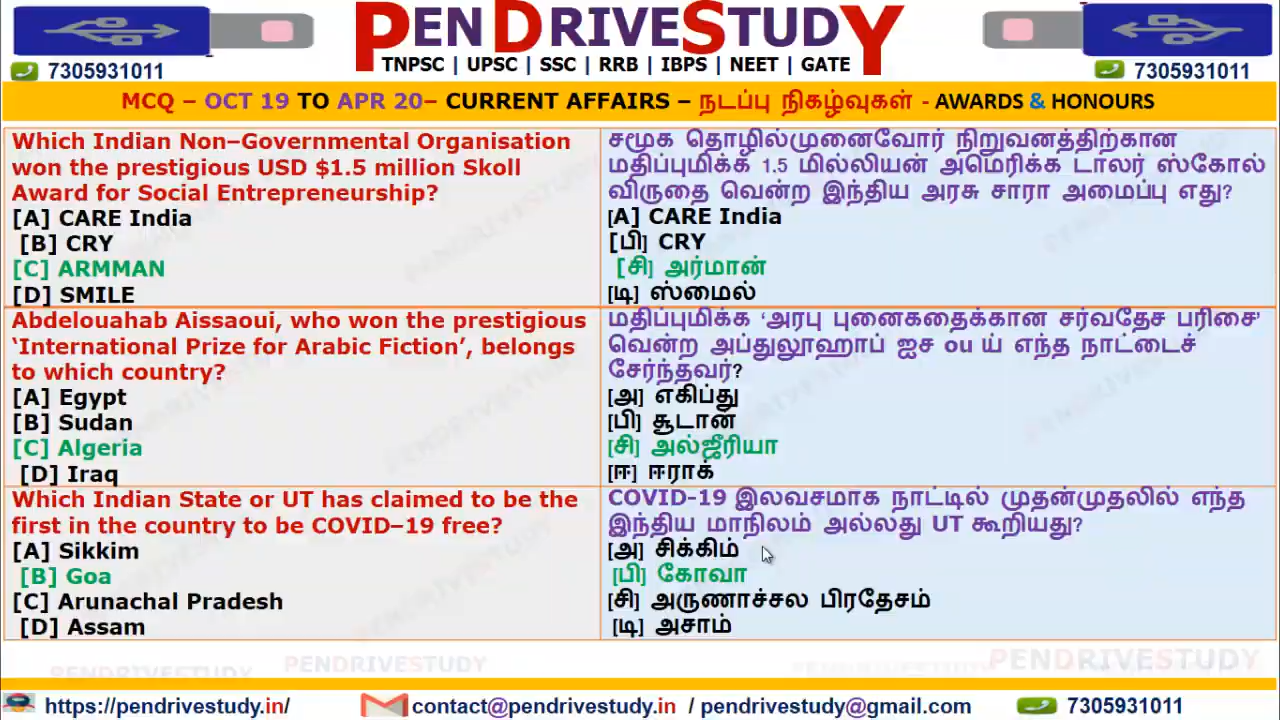 PENDRIVESTUDY
TNPSC | UPSC | SSC | RRB | IBPS | NEET | GATE
7305931011
7305931011
MCQ – OCT 19 TO APR 20– CURRENT AFFAIRS – நடப்பு நிகழ்வுகள் - AWARDS & HONOURS
Which Indian Non–Governmental Organisation
won the prestigious USD $1.5 million Skoll
Award for Social Entrepreneurship?
[A] CARE India
[B] CRY
[C] ARMMAN
[D] SMILE
சமூக தொழில்முனைவோர் நிறுவனத்திற்கான
மதிப்புமிக்க 1.5 மில்லியன் அமெரிக்க டாலர் ஸ்கோல்
விருதை வென்ற இந்திய அரசு சாரா அமைப்பு எது?
[A] CARE India
[பி] CRY
[சி] அர்மான்
[டி] ஸ்மைல்
Abdelouahab Aissaoui, who won the prestigious
‘International Prize for Arabic Fiction’, belongs
to which country?
[A] Egypt
[B] Sudan
[C] Algeria
[D] Iraq
மதிப்புமிக்க ‘அரபு புனைகதைக்கான சர்வதேச பரிசை’
வென்ற அப்துலூஹாப் ஐச ou ய் எந்த நாட்டைச்
சேர்ந்தவர்?
[அ] எகிப்து
[பி] சூடான்
[சி] அல்ஜீரியா
[ஈ] ஈராக்
Which Indian State or UT has claimed to be the
first in the country to be COVID–19 free?
[A] Sikkim
[B] Goa
[C] Arunachal Pradesh
[D] Assam
COVID-19 இலவசமாக நாட்டில் முதன்முதலில் எந்த
இந்திய மாநிலம் அல்லது UT கூறியது?
[அ] சிக்கிம்
[பி] கோவா
[சி] அருணாச்சல பிரதேசம்
[டி] அசாம்
PENDRIVESTUDY PENDRIVESTUDY PENDRIVESTUDY PENDRIVESTUDY
https://pendrivestudy.in/ contact@pendrivestudy.in / pendrivestudy@gmail.com 7305931011